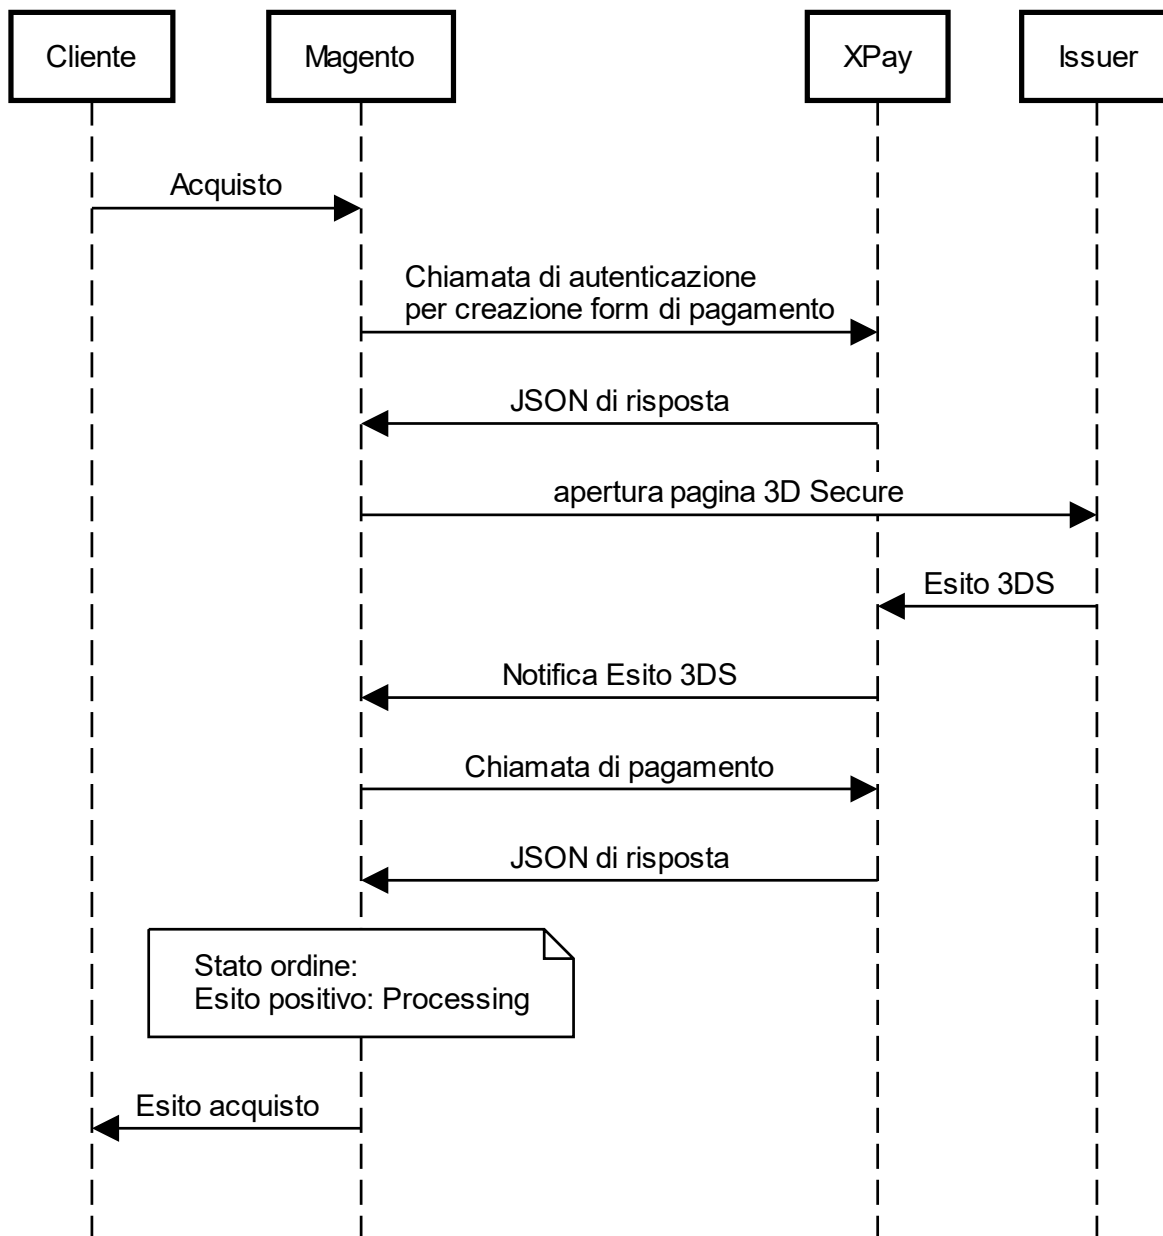 Cliente
Magento
XPay
Issuer
Acquisto
Chiamata di autenticazione
per creazione form di pagamento
JSON di risposta
apertura pagina 3D Secure
Esito 3DS
Notifica Esito 3DS
Chiamata di pagamento
JSON di risposta
Stato ordine:
Esito positivo: Processing
Esito acquisto